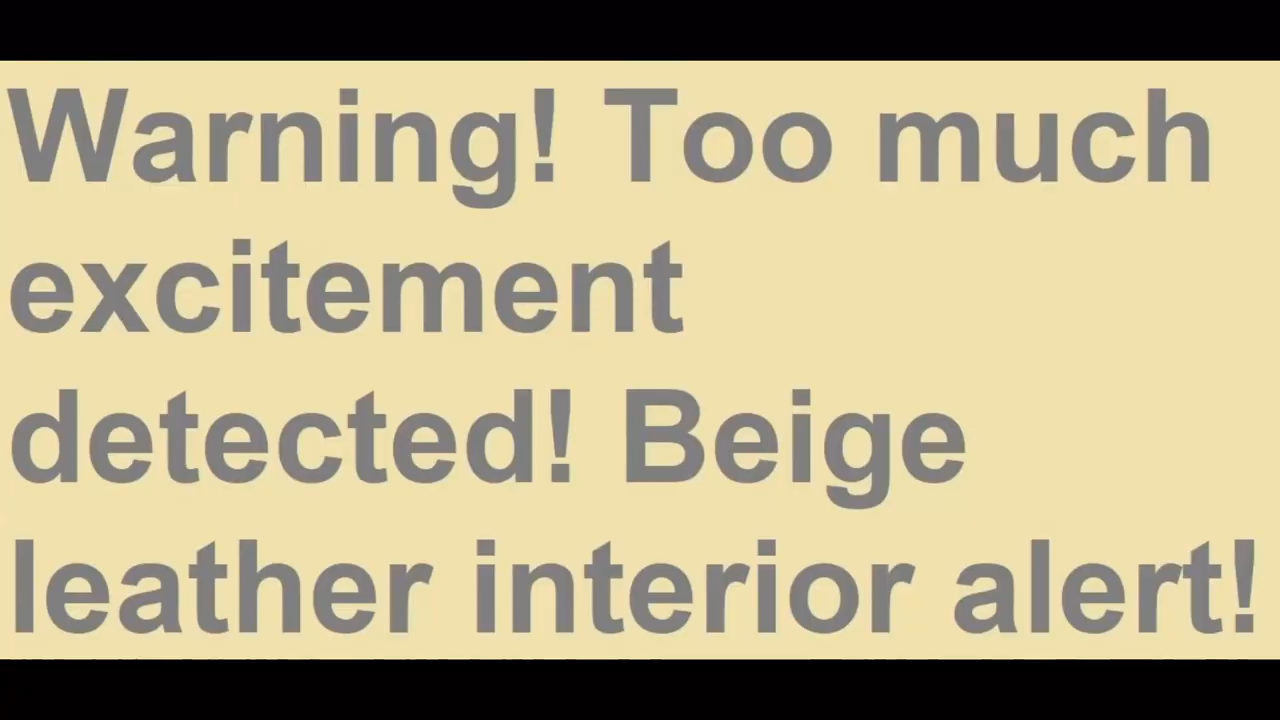 Warning! Too much
excitement
detected! Beige
leather interior alert!